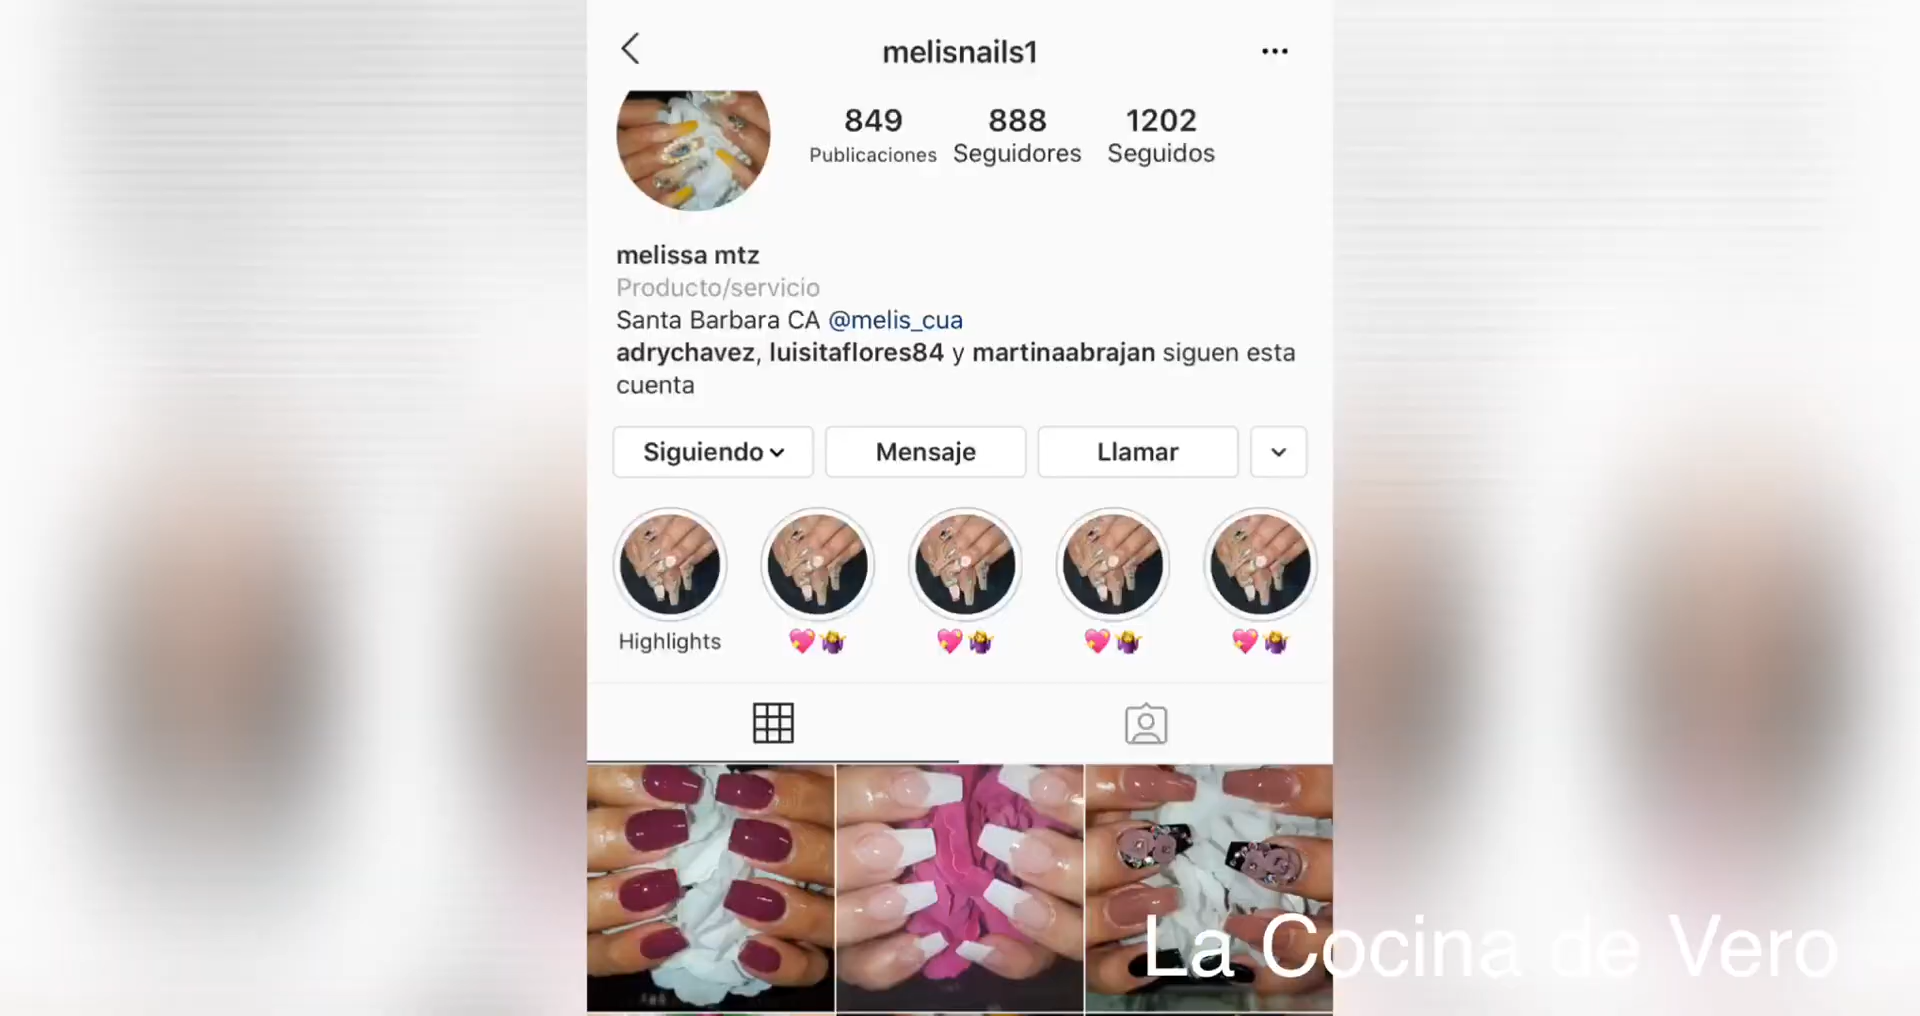 melisnails1
849 888 1202
Publicaciones Seguidores Seguidos
melissa mtz
Producto/servicio
Santa Barbara CA @melis_cua
adrychavez, luisitaflores84 y martinaabrajan siguen esta
cuenta
Siguiendo Mensaje Llamar
Highlights
La Cocina de Vero